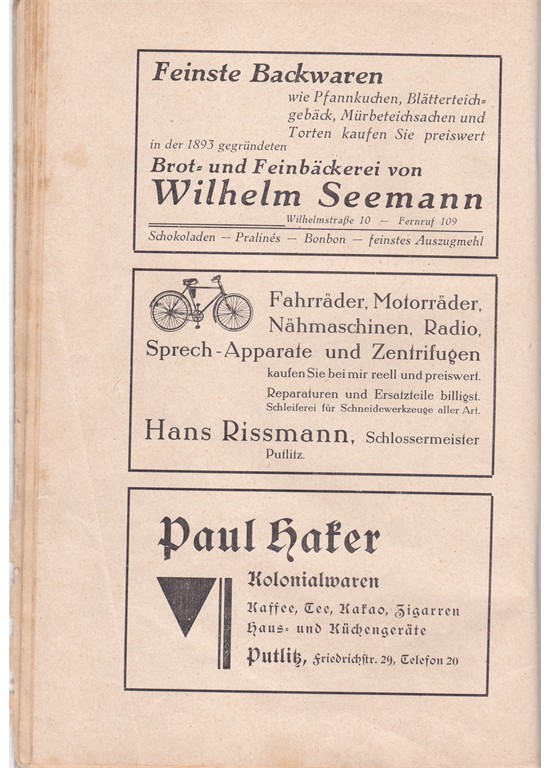 Feinste Backwaren
wie Pfannkuchen, Blätterteich=
gebäck, Mürbeteichsachen und
Torten kaufen Sie preiswert
in der 1893 gegründeten
Brot= und Feinbäckerei von
Wilhelm Seemann
Wilhelmstraße 10 — Fernruf 109
Schokoladen — Pralinés — Bonbon — feinstes Auszugmehl
Fahrräder, Motorräder,
Nähmaschinen, Radio,
Sprech-Apparate und Zentrifugen
kaufen Sie bei mir reell und preiswert.
Reparaturen und Ersatzteile billigst.
Schleiferei für Schneidewerkzeuge aller Art.
Hans Rissmann, Schlossermeister
Putlitz.
Paul Haker
Kolonialwaren
Kaffee, Tee, Kakao, Zigarren
Haus= und Küchengeräte
Putlitz, Friedrichstr. 29, Telefon 20